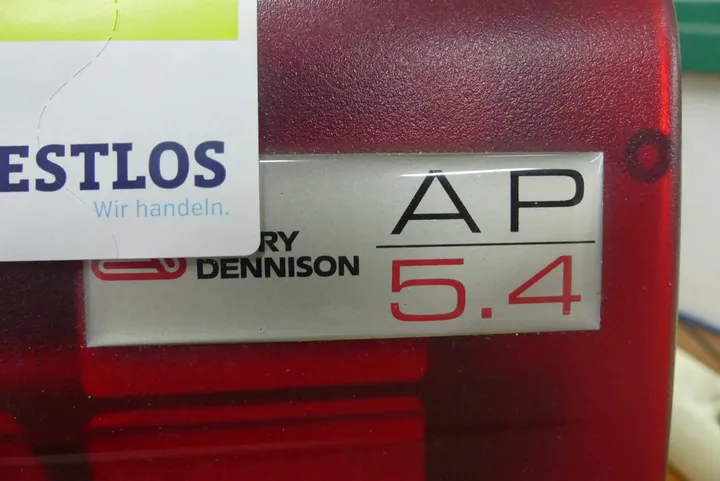 ESTLOS
Wir handeln.
RY
DENNISON
AP
5.4